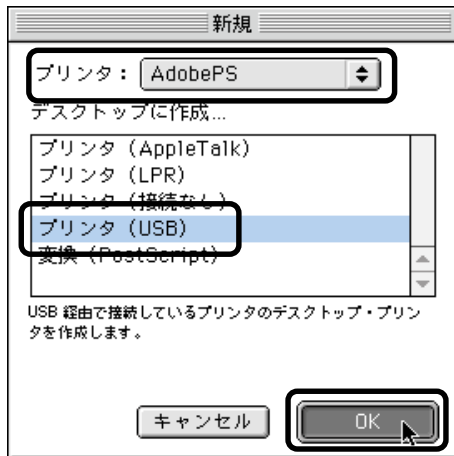 新規
プリンタ： AdobePS
デスクトップに作成...
プリンタ（AppleTalk）
プリンタ（LPR）
プリンタ（接続なし）
プリンタ（USB）
変換（PostScript）
USB 経由で接続しているプリンタのデスクトップ・プリン
タを作成します。
キャンセル OK